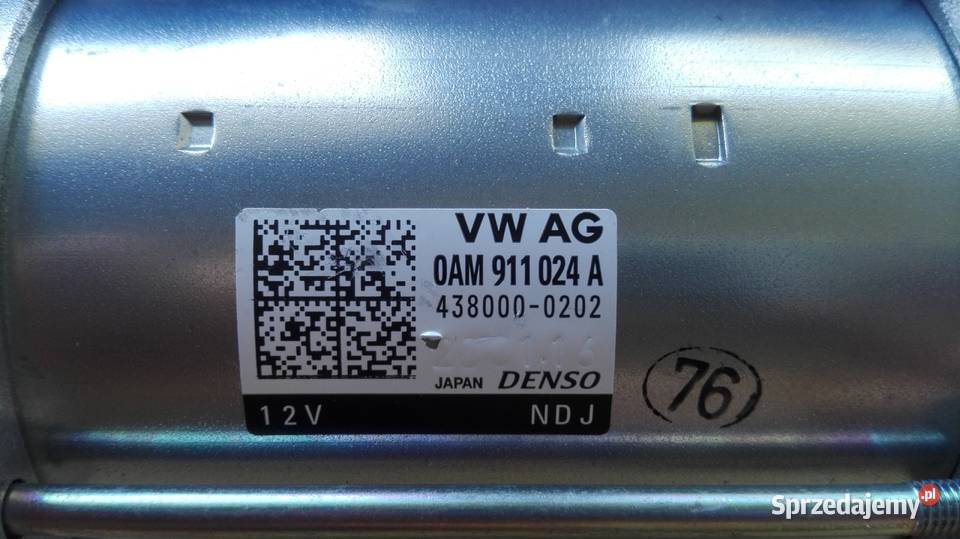 VW AG
0AM 911 024 A
438000-0202
JAPAN DENSO
12V NDJ
76
Sprzedajemy.pl